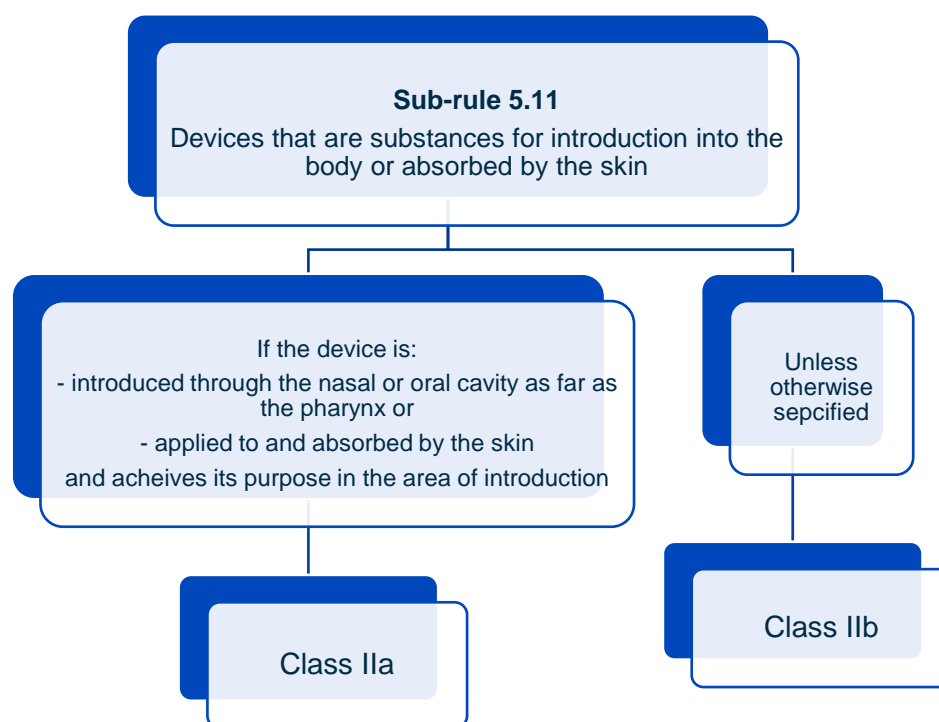 Sub-rule 5.11
Devices that are substances for introduction into the
body or absorbed by the skin
If the device is:
- introduced through the nasal or oral cavity as far as
the pharynx or
- applied to and absorbed by the skin
and acheives its purpose in the area of introduction
Unless
otherwise
sepcified
Class IIa
Class IIb